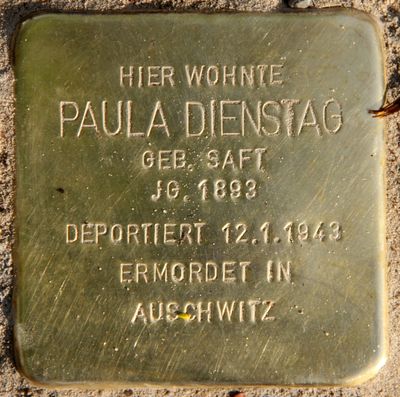 HIER WOHNTE
PAULA DIENSTAG
GEB. SAFT
JG. 1893
DEPORTIERT 12.1.1943
ERMORDET IN
AUSCHWITZ